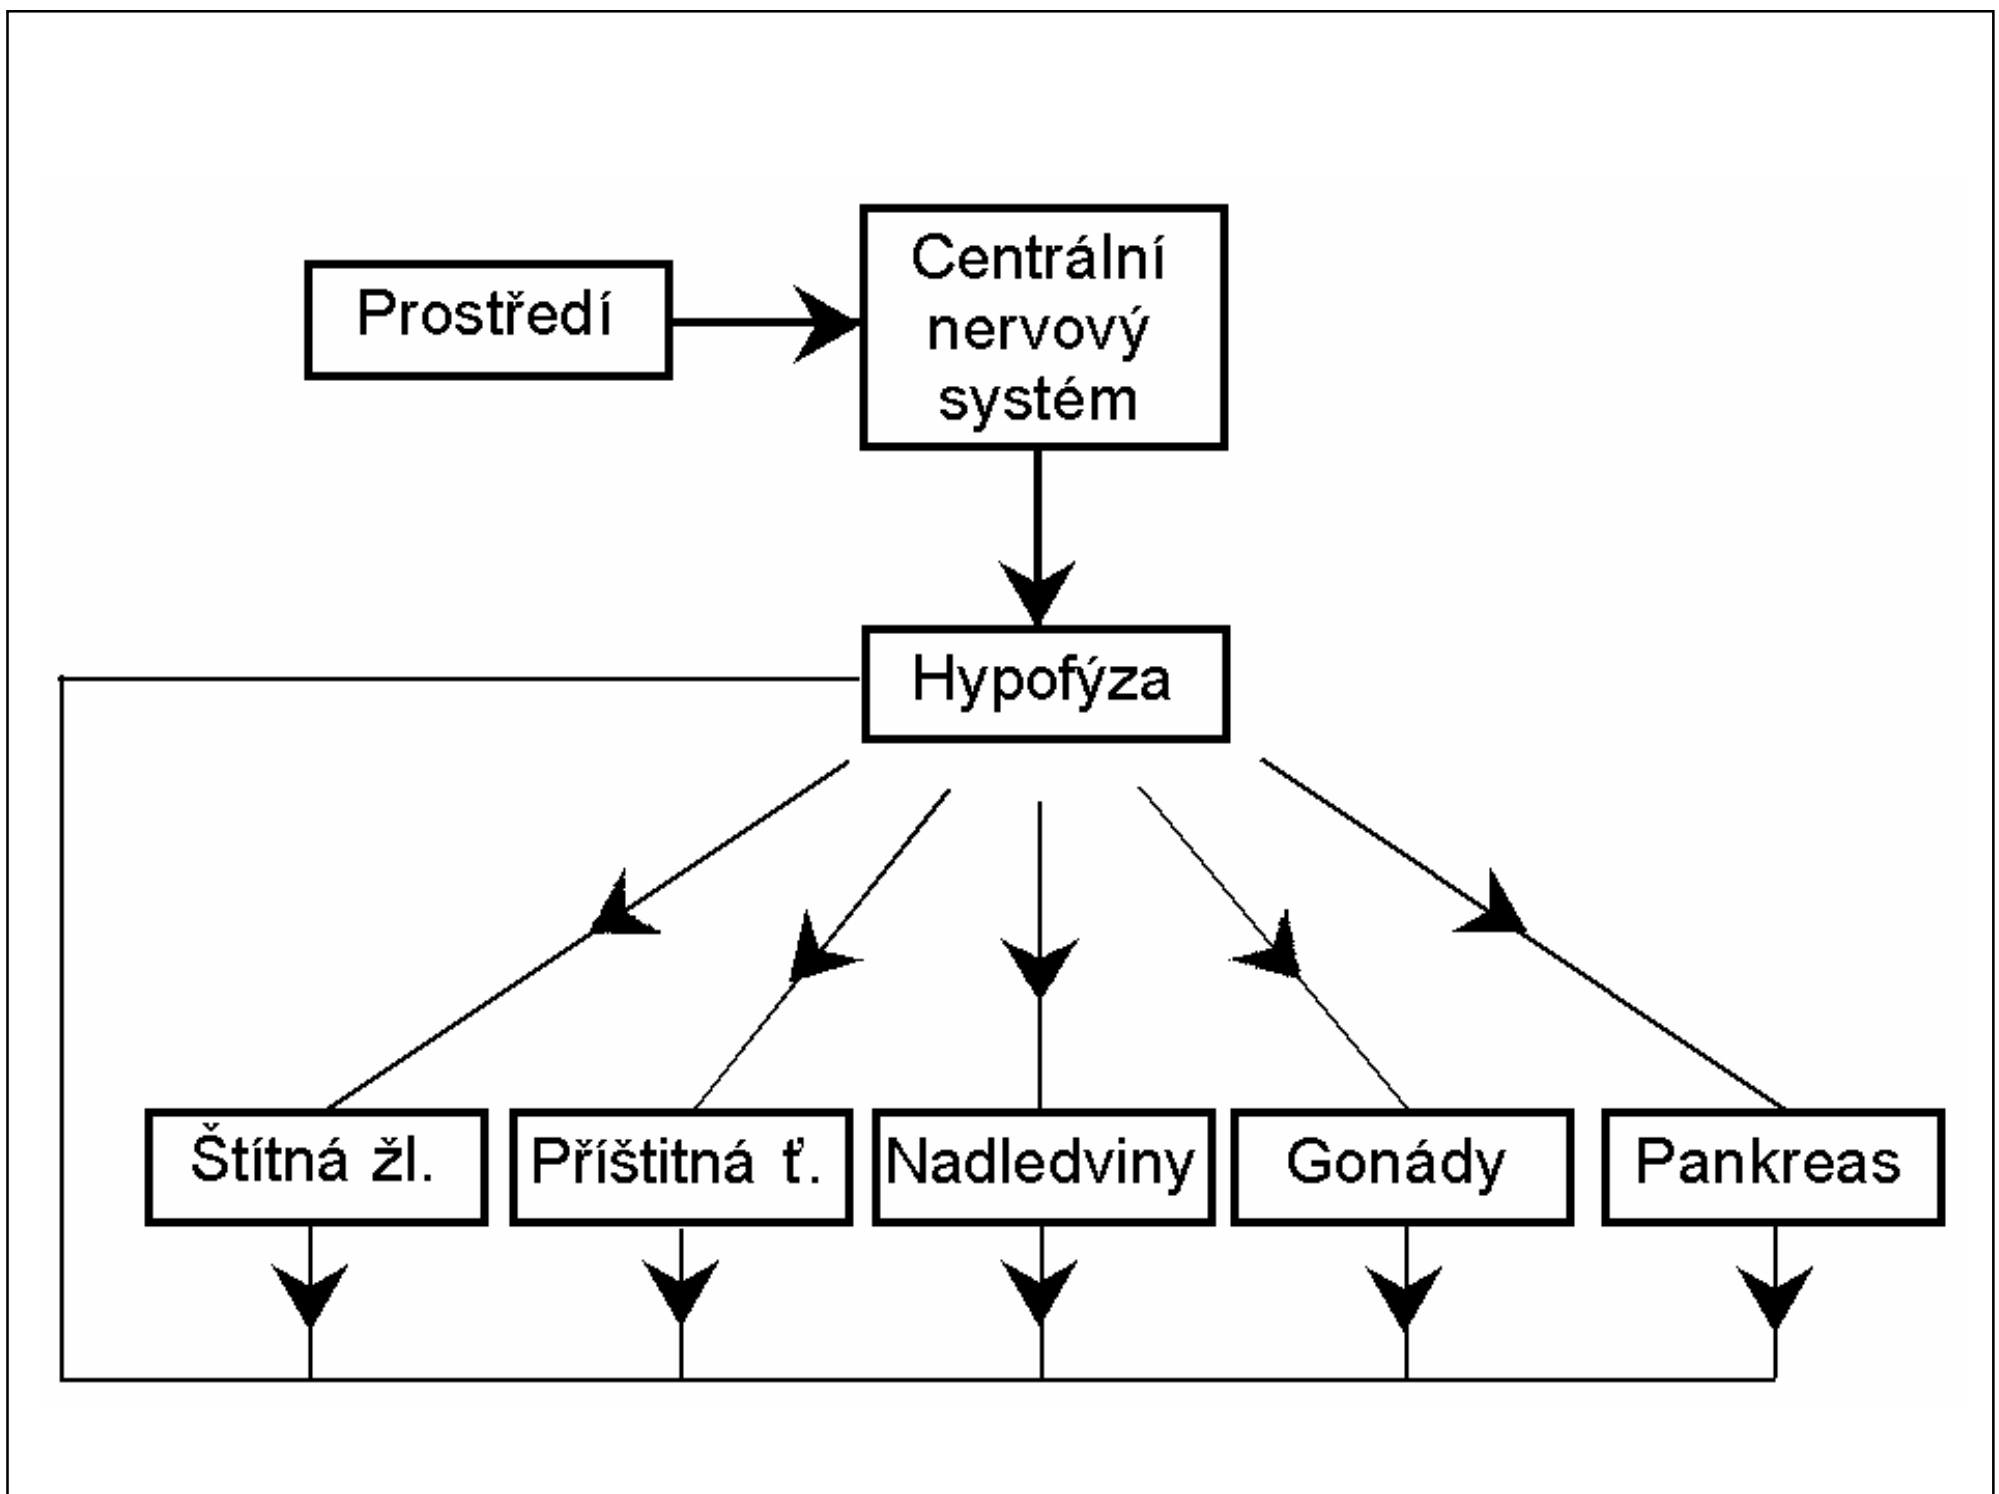 Prostředí
Centrální
nervový
systém
Hypofýza
Štítná žl.
Příštitná ť.
Nadledviny
Gonády
Pankreas